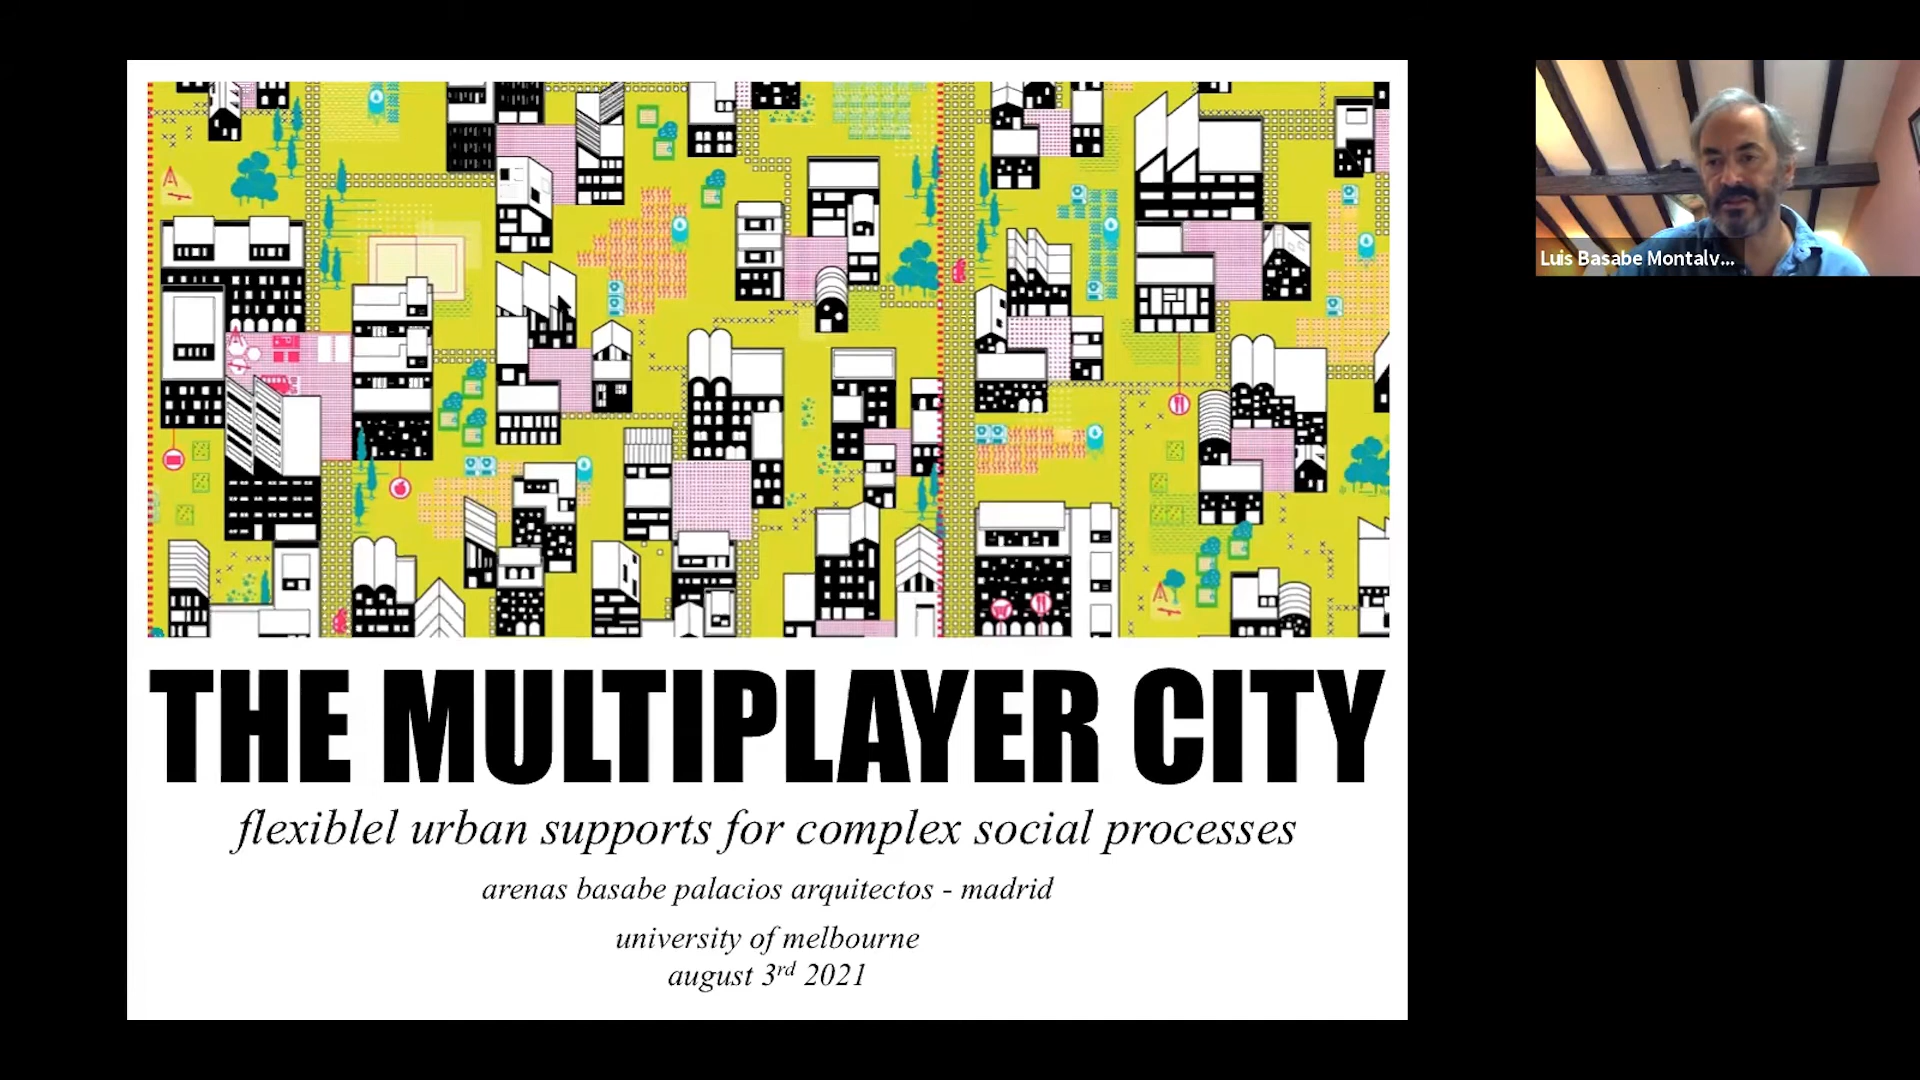 THE MULTIPLAYER CITY
flexiblel urban supports for complex social processes
arenas basabe palacios arquitectos - madrid
university of melbourne
august 3rd 2021
Luis Basabe Montalv...